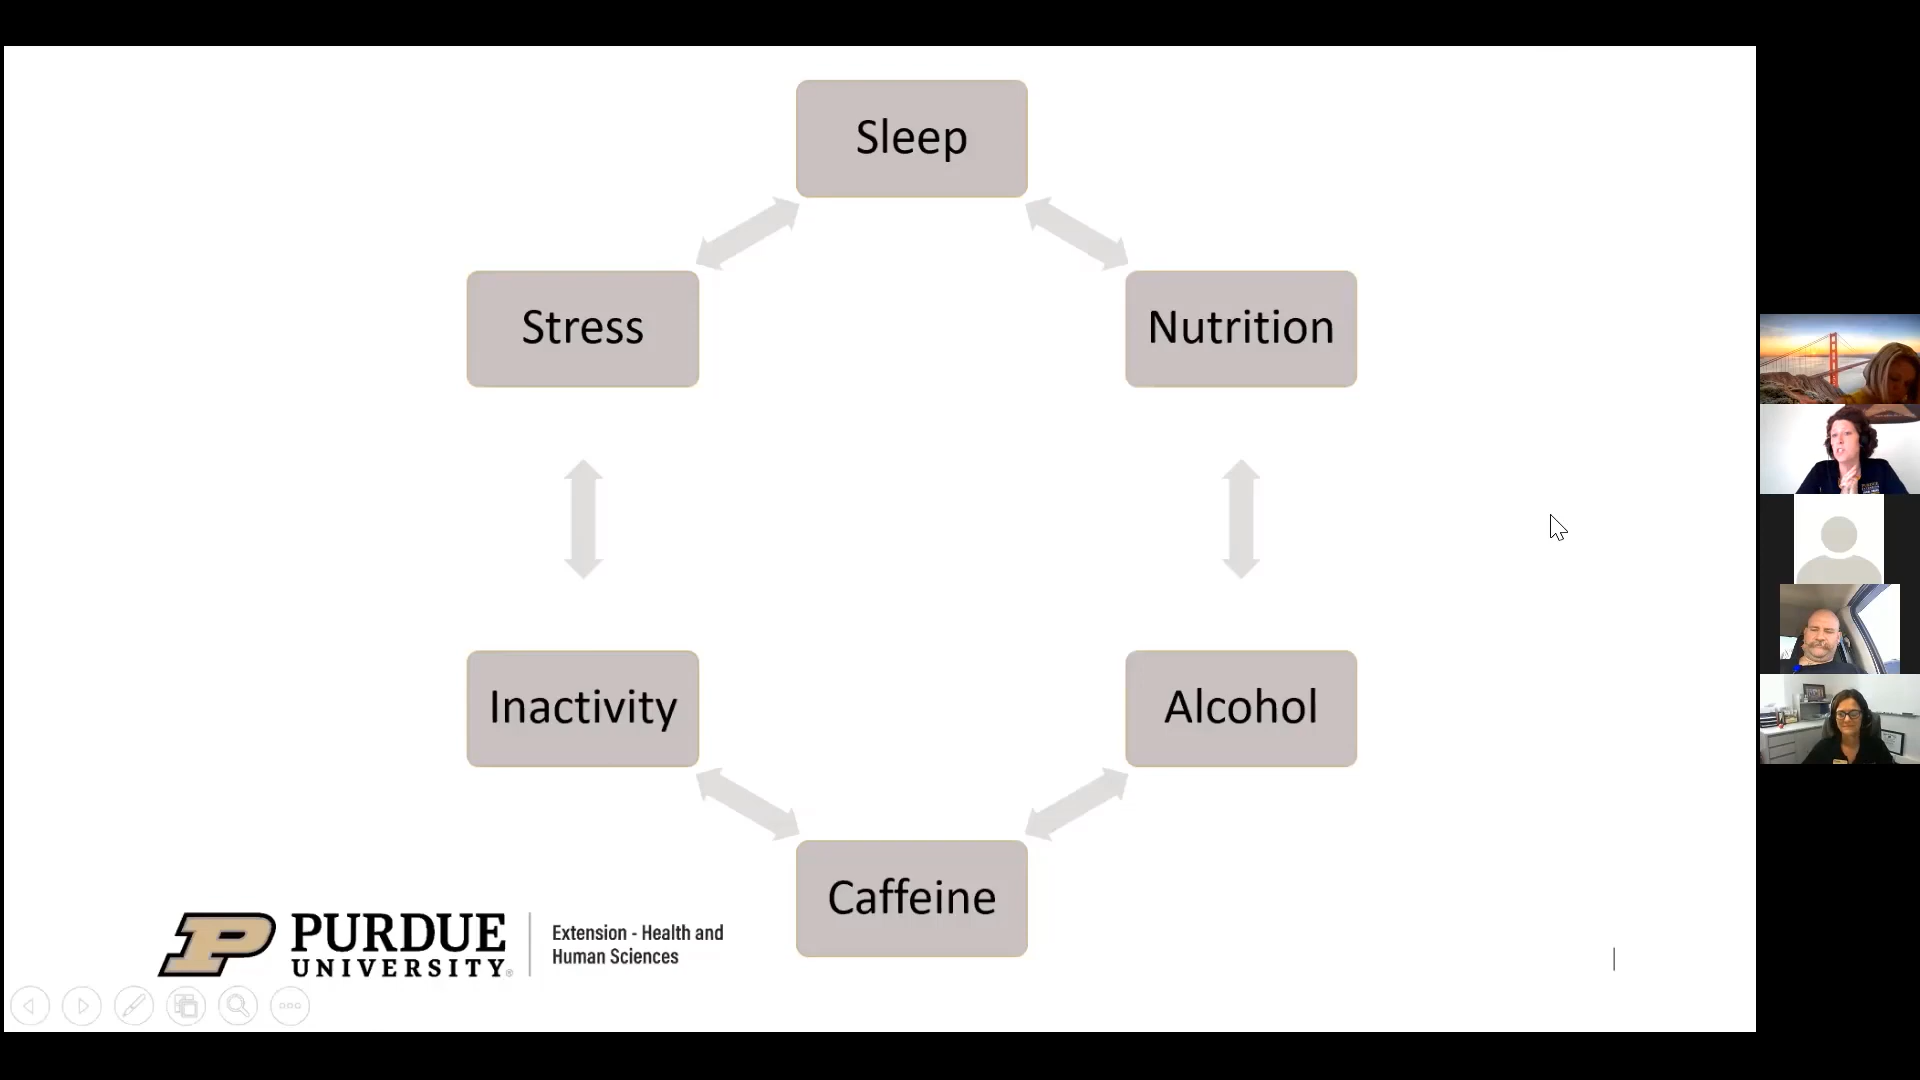 Sleep
Stress
Nutrition
Inactivity
Alcohol
Caffeine
PURDUE
UNIVERSITY®
Extension - Health and
Human Sciences